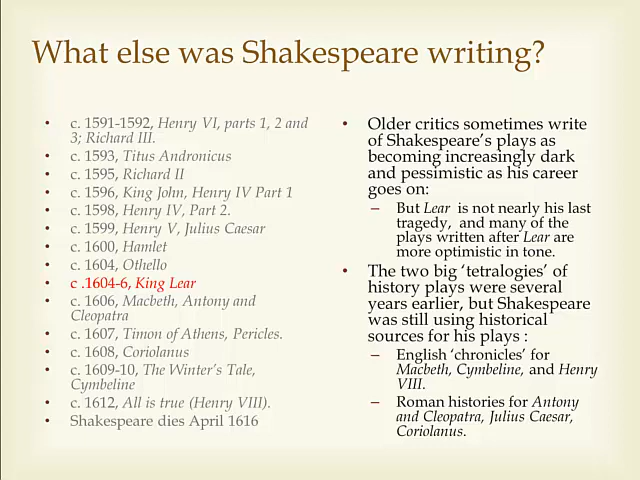 What else was Shakespeare writing?
• c. 1591-1592, Henry VI, parts 1, 2 and
3; Richard III.
• c. 1593, Titus Andronicus
• c. 1595, Richard II
• c. 1596, King John, Henry IV Part 1
• c. 1598, Henry IV, Part 2.
• c. 1599, Henry V, Julius Caesar
• c. 1600, Hamlet
• c. 1604, Othello
• c .1604-6, King Lear
• c. 1606, Macbeth, Antony and
Cleopatra
• c. 1607, Timon of Athens, Pericles.
• c. 1608, Coriolanus
• c. 1609-10, The Winter's Tale,
Cymbeline
• c. 1612, All is true (Henry VIII).
• Shakespeare dies April 1616
• Older critics sometimes write
of Shakespeare's plays as
becoming increasingly dark
and pessimistic as his career
goes on:
– But Lear is not nearly his last
tragedy, and many of the
plays written after Lear are
more optimistic in tone.
• The two big 'tetralogies' of
history plays were several
years earlier, but Shakespeare
was still using historical
sources for his plays :
– English 'chronicles' for
Macbeth, Cymbeline, and Henry
VIII.
– Roman histories for Antony
and Cleopatra, Julius Caesar,
Coriolanus.